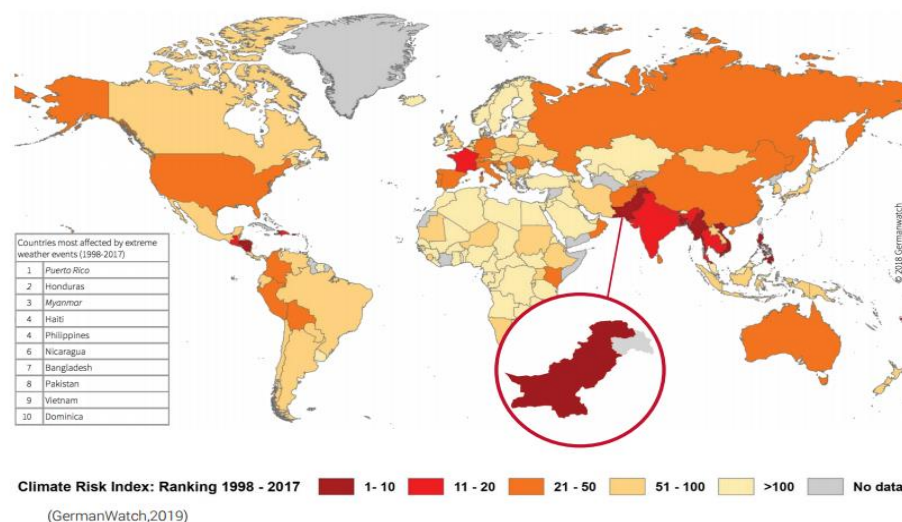 Countries most affected by extreme
weather events (1998-2017)
1 Puerto Rico
2 Honduras
3 Myanmar
4 Haiti
4 Philippines
6 Nicaragua
7 Bangladesh
8 Pakistan
9 Vietnam
10 Dominica
© 2018 Germanwatch
Climate Risk Index: Ranking 1998 - 2017 1- 10 11 - 20 21 - 50 51 - 100 >100 No data
(GermanWatch,2019)